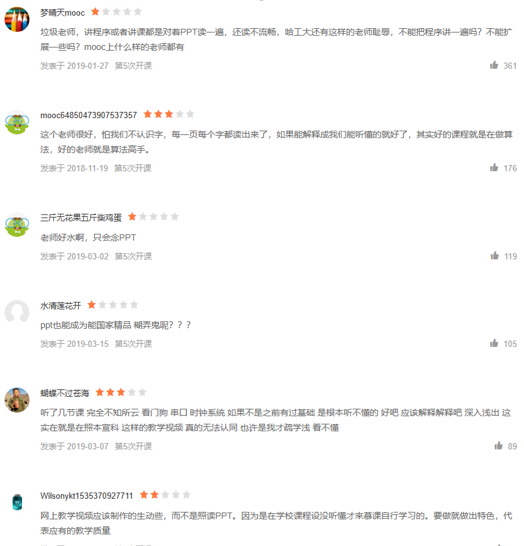 梦晴天mooc
垃圾老师，讲程序或者讲课都是对着PPT读一遍，还读不流畅，哈工大还有这样的老师耻辱，不能把程序讲一遍吗？不能扩
展一些吗？mooc上什么样的老师都有
发表于 2019-01-27 第5次开课 361
mooc64850473907537357
这个老师很好，怕我们不认识字，每一页每个字都读出来了，如果能解释成我们能听懂的就好了，其实好的课程就是在做算
法，好的老师就是算法高手。
发表于 2018-11-19 第5次开课 176
三斤无花果五斤柴鸡蛋
老师好水啊，只会念PPT
发表于 2019-03-02 第5次开课 119
水清莲花开
ppt也能成为能国家精品 糊弄鬼呢？？？
发表于 2019-03-15 第5次开课 105
蝴蝶不过苍海
听了几节课 完全不知所云 看门狗 串口 时钟系统 如果不是之前有过基础 是根本听不懂的 好吧 应该解释解释吧 深入浅出 这
实在就是在照本宣科 这样的教学视频 真的无法认同 也许是我才疏学浅 看不懂
发表于 2019-03-07 第5次开课 89
Wilsonykt1535370927711
网上教学视频应该制作的生动些，而不是照读PPT。因为是在学校课程设没听懂才来慕课自行学习的。要做就做出特色，代
表应有的教学质量